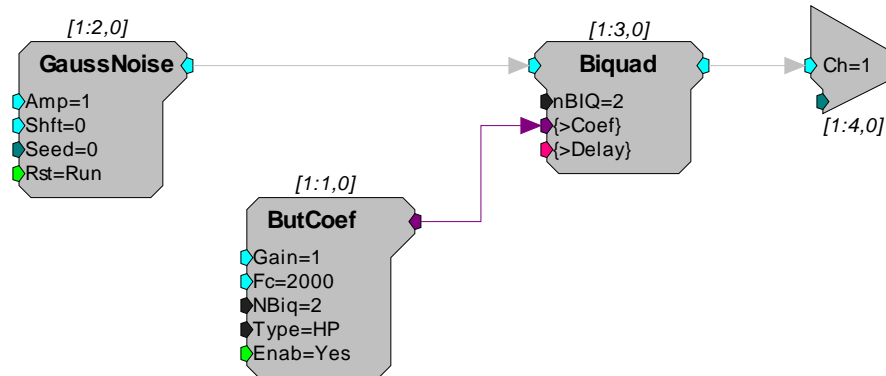 [1:2,0]
GaussNoise
Amp=1
Shft=0
Seed=0
Rst=Run
[1:1,0]
ButCoef
Gain=1
Fc=2000
NBiq=2
Type=HP
Enab=Yes
[1:3,0]
Biquad
nBIQ=2
{>Coef}
{>Delay}
Ch=1
[1:4,0]